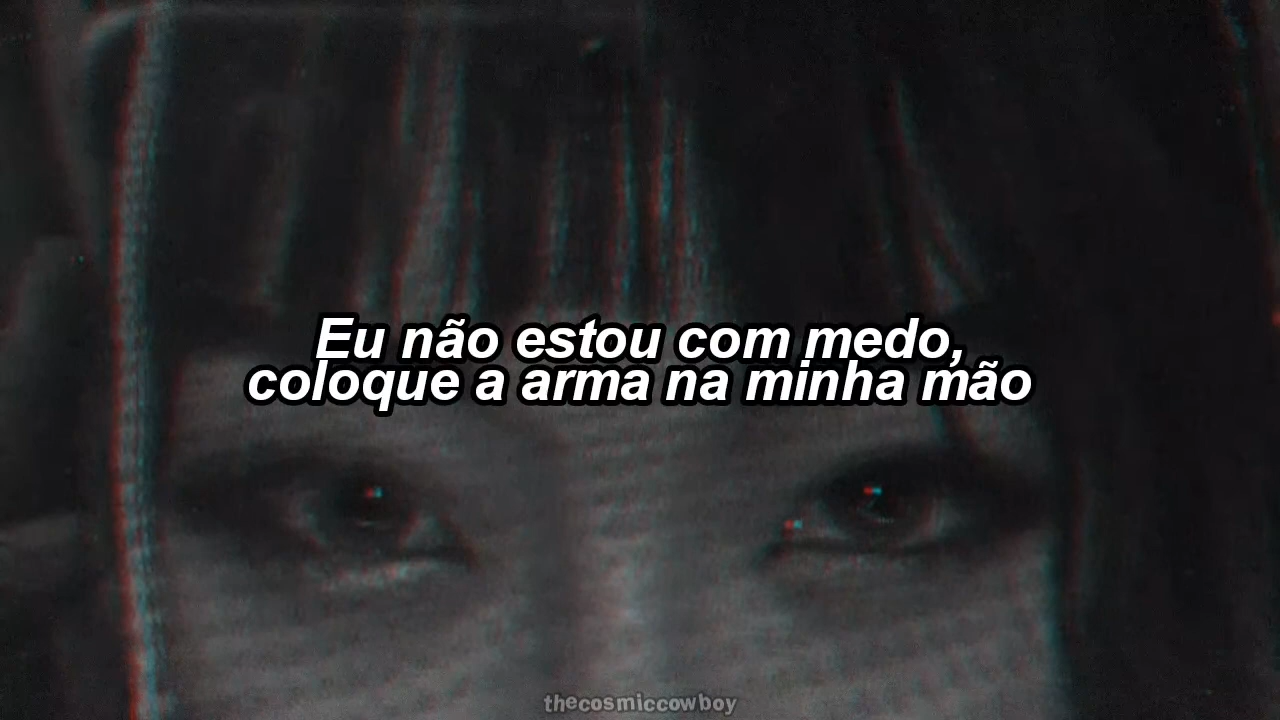 Eu não estou com medo,
coloque a arma na minha mão
thecosmiccowboy